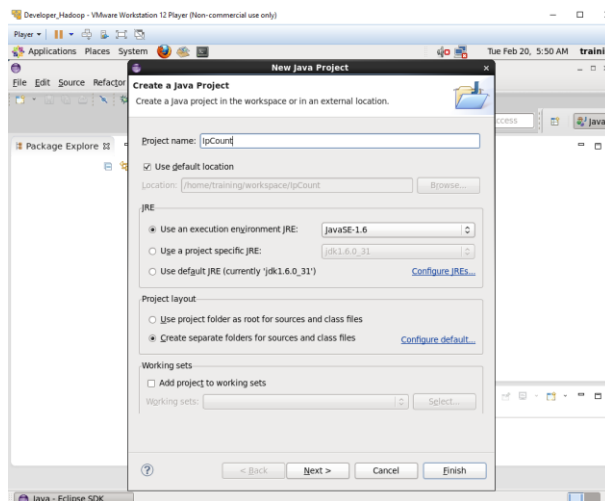 Developer_Hadoop - VMware Workstation 12 Player (Non-commercial use only)
Player
Applications Places System Tue Feb 20, 5:50 AM traini
New Java Project
File Edit Source Refactor
Create a Java Project
Create a Java project in the workspace or in an external location.
Java
Package Explore
Project name: IpCount
Use default location
Location: /home/training/workspace/IpCount Browse...
JRE
Use an execution environment JRE: JavaSE-1.6
Use a project specific JRE: jdk1.6.0_31
Use default JRE (currently 'jdk1.6.0_31') Configure JREs...
Project layout
Use project folder as root for sources and class files
Create separate folders for sources and class files Configure default...
Working sets
Add project to working sets
Working sets: Select...
< Back Next > Cancel Finish
Java - Eclipse SDK